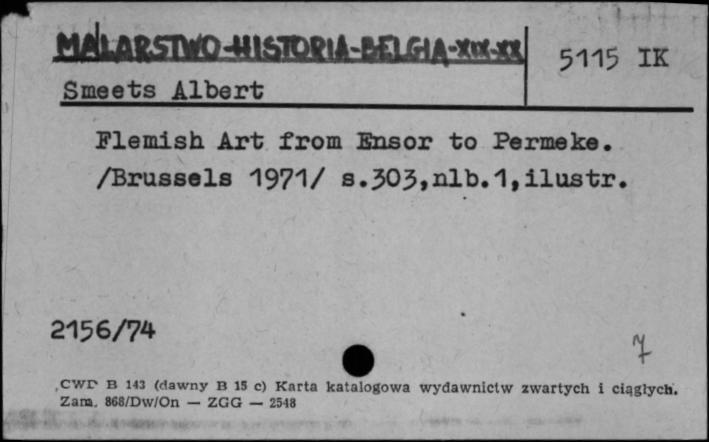 MALARSTWO-HISTORIA-BELGIA-XIX-XX
5115 IK
Smeets Albert
Flemish Art from Ensor to Permeke.
/Brussels 1971/ s.303,nlb.1,ilustr.
2156/74
7
CWD B 143 (dawny B 15 c) Karta katalogowa wydawnictw zwartych i ciągłych.
Zam. 868/Dw/On — ZGG — 2548